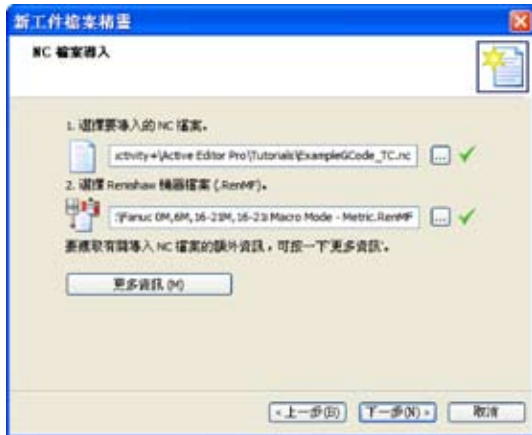 新工件檔案精靈
NC 檔案導入
1. 選擇要導入的 NC 檔案。
:ctivity+\Active Editor Pro\Tutorials\ExampleGCode_TC.nc
...
2. 選擇 Renishaw 機器檔案 (.RenMF)。
:\Fanuc 0M,6M,16-21M,16-21i Macro Mode - Metric.RenMF
...
要獲取有關導入 NC 檔案的額外資訊，可按一下'更多資訊'。
更多資訊 (M)
<上一步(B)
下一步(N) >
取消